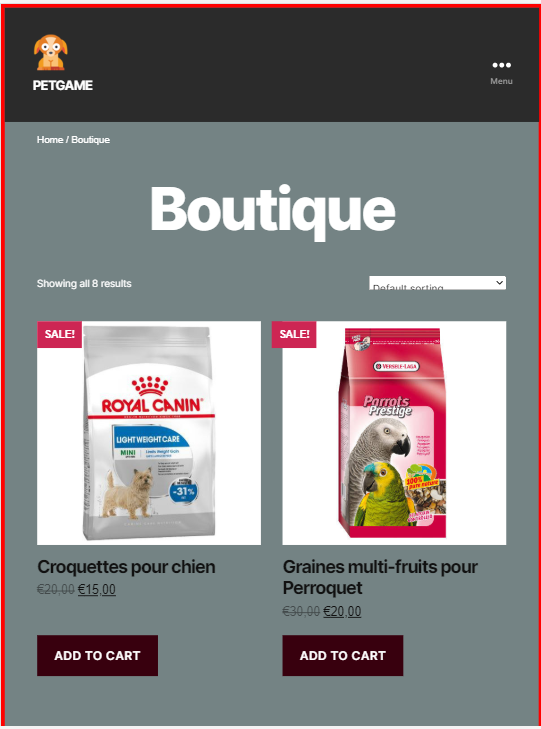 PETGAME
Menu
Home / Boutique
Boutique
Showing all 8 results
Default sorting
SALE!
SALE!
ROYAL CANIN
LIGHT WEIGHT CARE
MINI
-31%
VERSELE-LAGA
Parrots
Prestige
100%
Croquettes pour chien
€20,00 €15,00
Graines multi-fruits pour
Perroquet
€30,00 €20,00
ADD TO CART
ADD TO CART